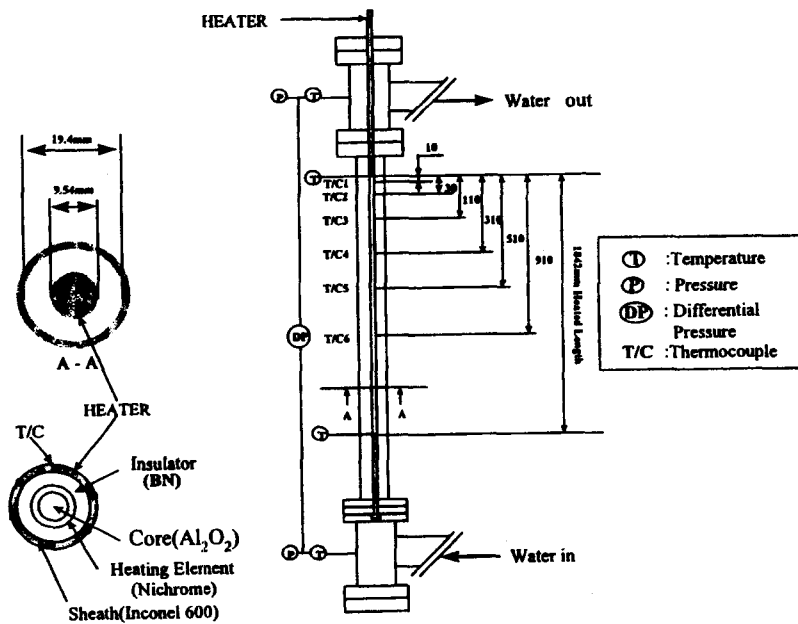 HEATER
P
T
Water out
19.4mm
9.54mm
10
T
T/C1
30
T/C2
110
T/C3
310
T/C4
510
T/C5
910
T/C6
1842mm Heated Length
DP
T :Temperature
P : Pressure
DP : Differential
Pressure
T/C :Thermocouple
A - A
A
A
HEATER
T/C
T
Insulator
(BN)
Core(Al₂O₃)
P
T
Water in
Heating Element
(Nichrome)
Sheath(Inconel 600)